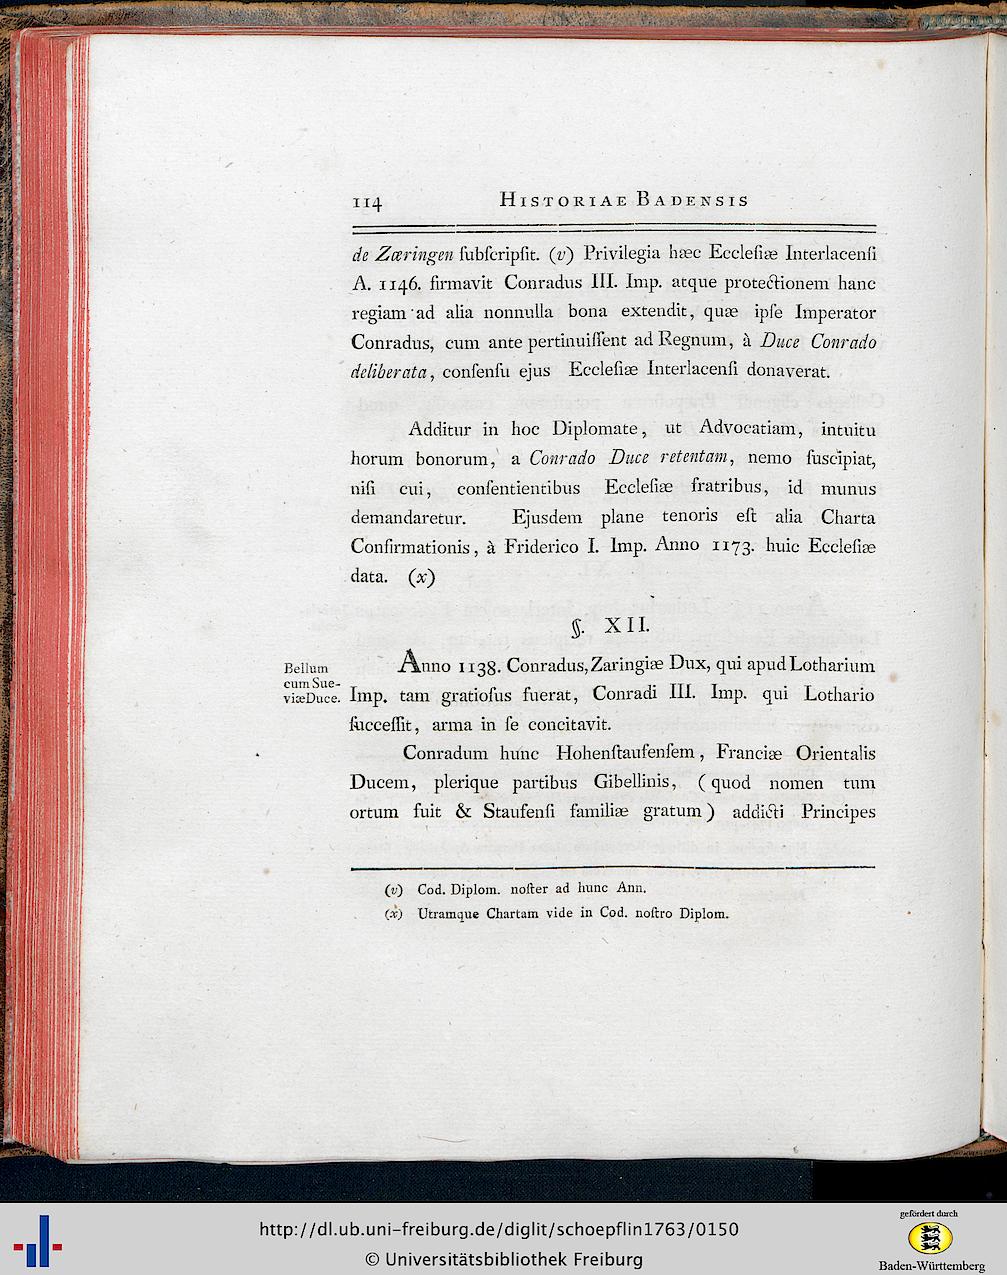 114 HISTORIAE BADENSIS
de Zæringen ſubſcripſit. (v) Privilegia hæc Eccleſiæ Interlacenſi
A. 1146. firmavit Conradus III. Imp. atque protectionem hanc
regiam ad alia nonnulla bona extendit, quæ ipſe Imperator
Conradus, cum ante pertinuiſſent ad Regnum, à Duce Conrado
deliberata, conſenſu ejus Eccleſiæ Interlacenſi donaverat.
Additur in hoc Diplomate, ut Advocatiam, intuitu
horum bonorum, a Conrado Duce retentam, nemo ſuscipiat,
niſi cui, conſentientibus Eccleſiæ fratribus, id munus
demandaretur. Ejusdem plane tenoris eſt alia Charta
Confirmationis, à Friderico I. Imp. Anno 1173. huic Eccleſiæ
data. (x)
§. XII.
Bellum
cum Sue-
viæ Duce.
Anno 1138. Conradus, Zaringiæ Dux, qui apud Lotharium
Imp. tam gratioſus fuerat, Conradi III. Imp. qui Lothario
ſucceſſit, arma in ſe concitavit.
Conradum hunc Hohenſtaufenſem, Franciæ Orientalis
Ducem, plerique partibus Gibellinis, (quod nomen tum
ortum fuit & Staufenſi familiæ gratum) addicti Principes
(v) Cod. Diplom. noſter ad hunc Ann.
(x) Utramque Chartam vide in Cod. noſtro Diplom.
http://dl.ub.uni-freiburg.de/diglit/schoepflin1763/0150
© Universitätsbibliothek Freiburg
gefördert durch
Baden-Württemberg